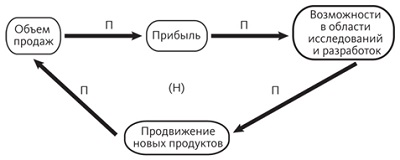 Объем
продаж
П
Прибыль
П
Возможности
в области
исследований
и разработок
П
(Н)
П
Продвижение
новых продуктов